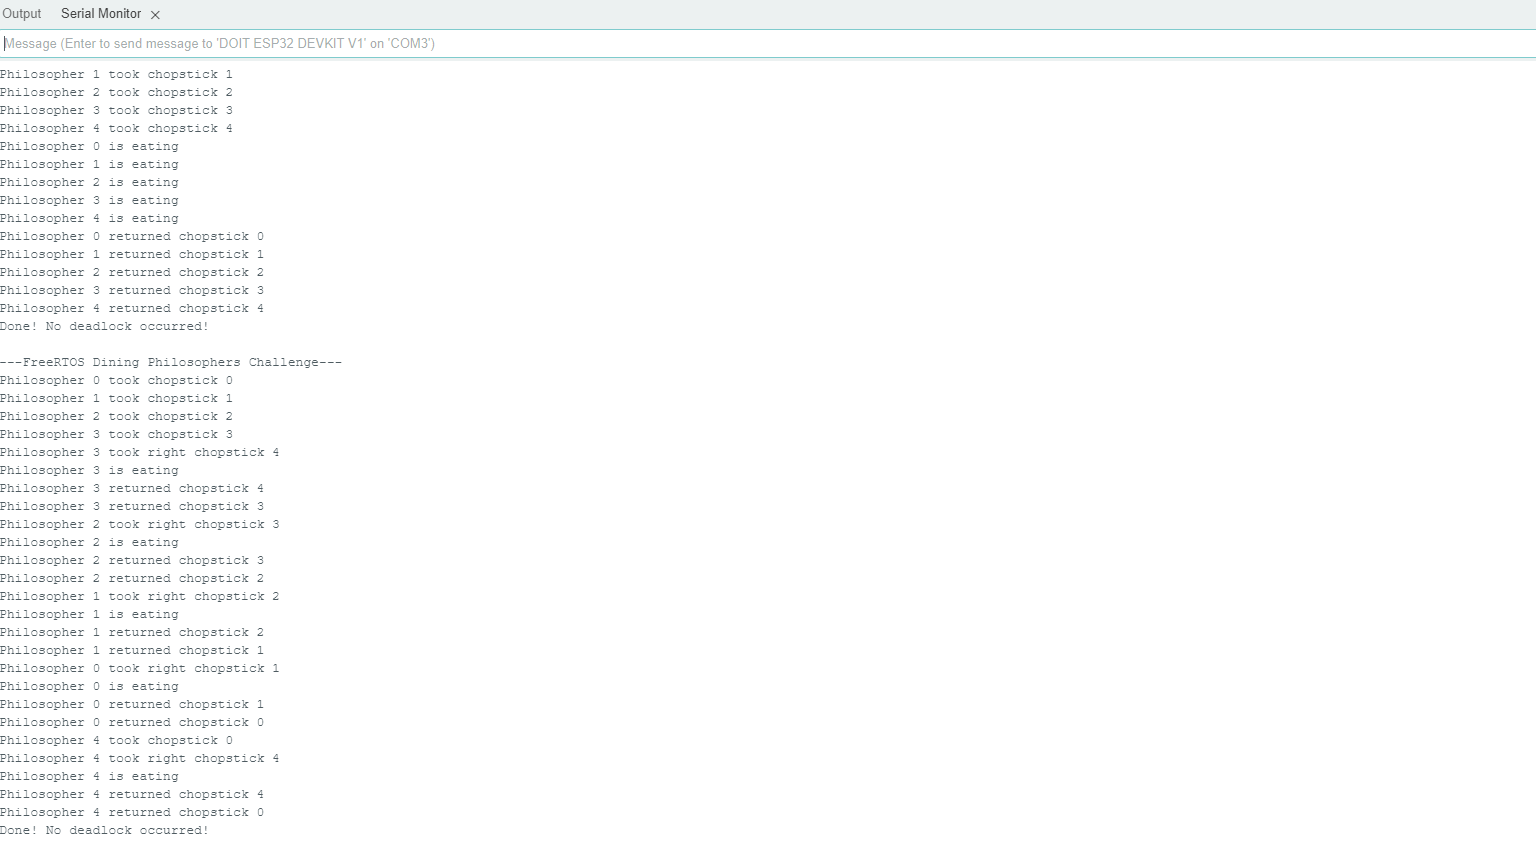 Output Serial Monitor ×
Message (Enter to send message to 'DOIT ESP32 DEVKIT V1' on 'COM3')
Philosopher 1 took chopstick 1
Philosopher 2 took chopstick 2
Philosopher 3 took chopstick 3
Philosopher 4 took chopstick 4
Philosopher 0 is eating
Philosopher 1 is eating
Philosopher 2 is eating
Philosopher 3 is eating
Philosopher 4 is eating
Philosopher 0 returned chopstick 0
Philosopher 1 returned chopstick 1
Philosopher 2 returned chopstick 2
Philosopher 3 returned chopstick 3
Philosopher 4 returned chopstick 4
Done! No deadlock occurred!
---FreeRTOS Dining Philosophers Challenge---
Philosopher 0 took chopstick 0
Philosopher 1 took chopstick 1
Philosopher 2 took chopstick 2
Philosopher 3 took chopstick 3
Philosopher 3 took right chopstick 4
Philosopher 3 is eating
Philosopher 3 returned chopstick 4
Philosopher 3 returned chopstick 3
Philosopher 2 took right chopstick 3
Philosopher 2 is eating
Philosopher 2 returned chopstick 3
Philosopher 2 returned chopstick 2
Philosopher 1 took right chopstick 2
Philosopher 1 is eating
Philosopher 1 returned chopstick 2
Philosopher 1 returned chopstick 1
Philosopher 0 took right chopstick 1
Philosopher 0 is eating
Philosopher 0 returned chopstick 1
Philosopher 0 returned chopstick 0
Philosopher 4 took chopstick 0
Philosopher 4 took right chopstick 4
Philosopher 4 is eating
Philosopher 4 returned chopstick 4
Philosopher 4 returned chopstick 0
Done! No deadlock occurred!